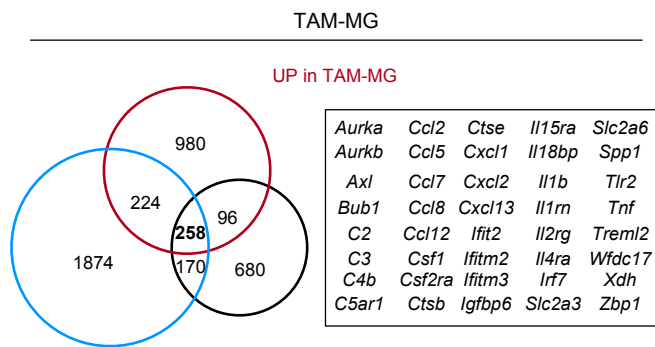 TAM-MG
UP in TAM-MG
980
224
96
258
1874
170
680
Aurka Ccl2 Ctse Il15ra Slc2a6
Aurkb Ccl5 Cxcl1 Il18bp Spp1
Axl Ccl7 Cxcl2 Il1b Tlr2
Bub1 Ccl8 Cxcl13 Il1rn Tnf
C2 Ccl12 Ifit2 Il2rg Treml2
C3 Csf1 Ifitm2 Il4ra Wfdc17
C4b Csf2ra Ifitm3 Irf7 Xdh
C5ar1 Ctsb Igfbp6 Slc2a3 Zbp1